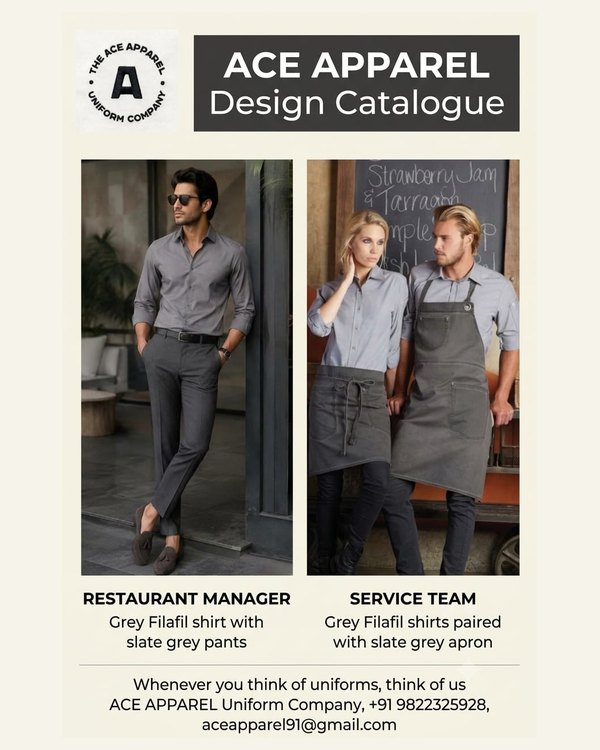 THE ACE APPAREL
A
UNIFORM COMPANY
ACE APPAREL
Design Catalogue
Strawberry Jam
& Tarragon
RESTAURANT MANAGER
Grey Filafil shirt with
slate grey pants
SERVICE TEAM
Grey Filafil shirts paired
with slate grey apron
Whenever you think of uniforms, think of us
ACE APPAREL Uniform Company, +91 9822325928,
aceapparel91@gmail.com